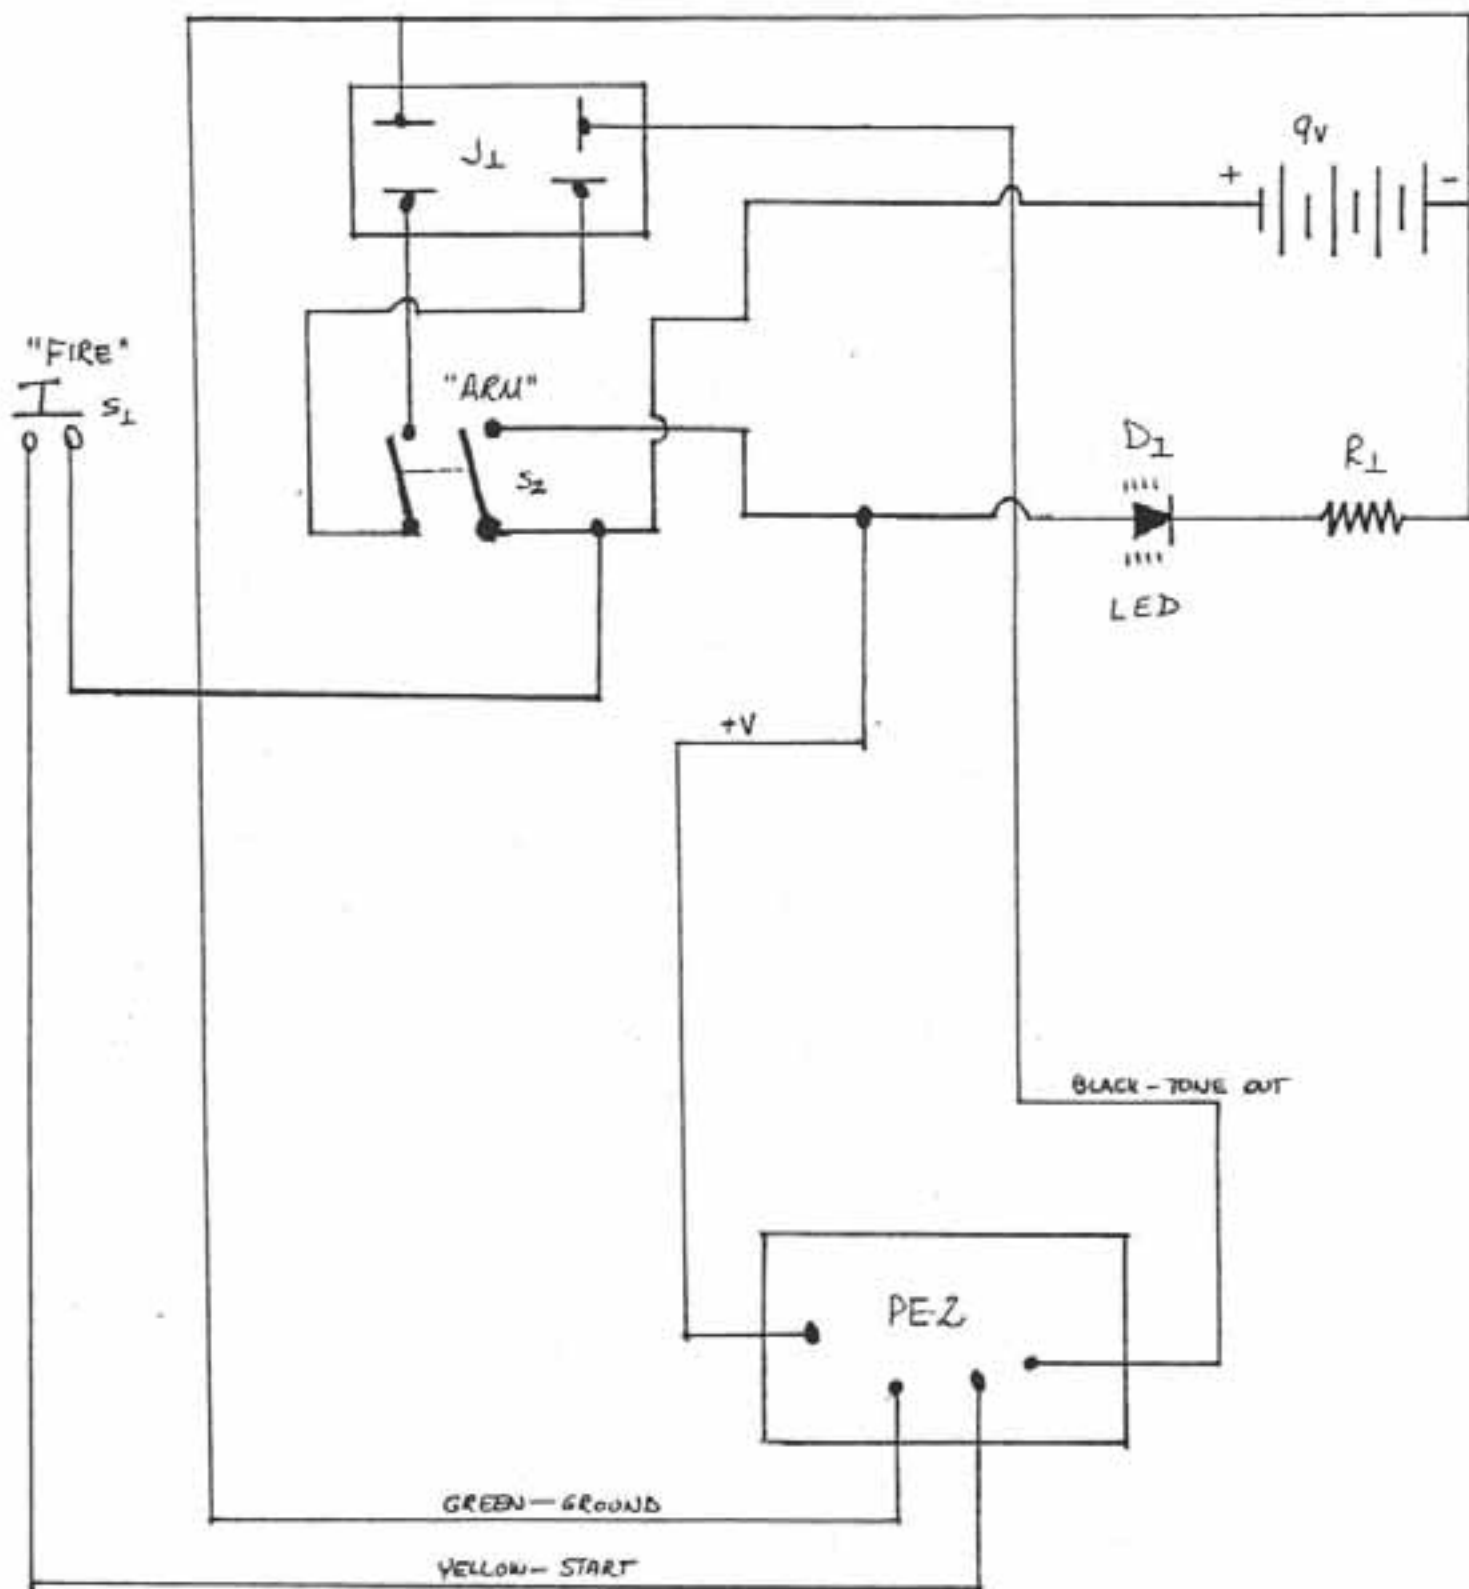 J1
9V
+
-
"FIRE"
S1
"ARM"
S2
D1
R1
LED
+V
BLACK - TONE OUT
PE-2
GREEN - GROUND
YELLOW - START